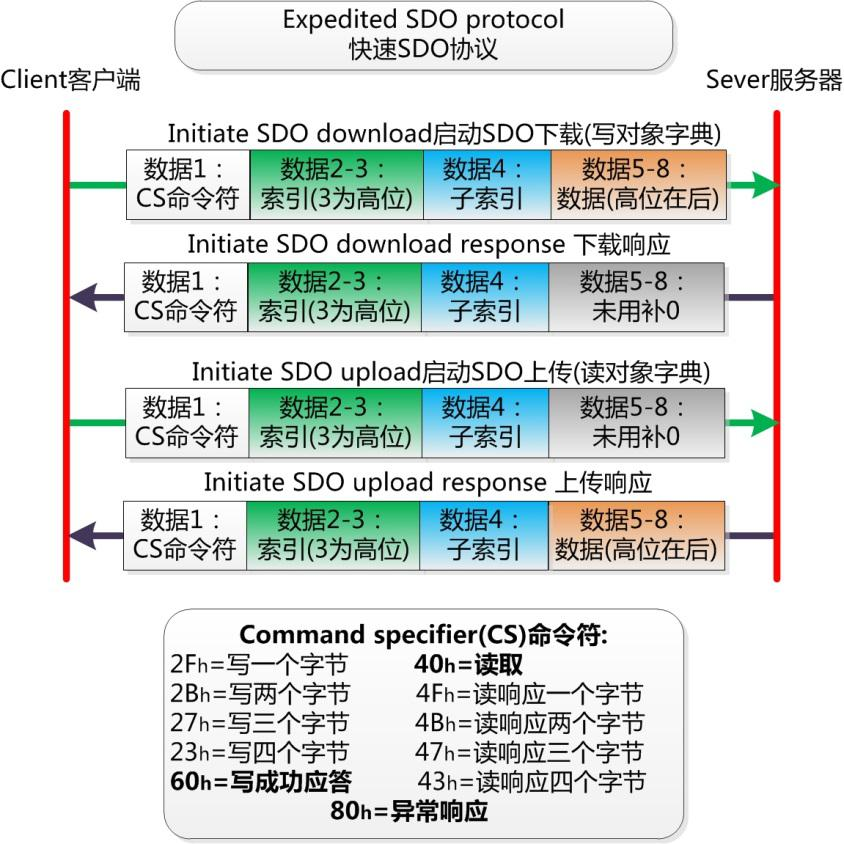 Expedited SDO protocol
快速SDO协议
Client客户端
Sever服务器
Initiate SDO download启动SDO下载(写对象字典)
数据1： 数据2-3： 数据4： 数据5-8：
CS命令符 索引(3为高位) 子索引 数据(高位在后)
Initiate SDO download response 下载响应
数据1： 数据2-3： 数据4： 数据5-8：
CS命令符 索引(3为高位) 子索引 未用补0
Initiate SDO upload启动SDO上传(读对象字典)
数据1： 数据2-3： 数据4： 数据5-8：
CS命令符 索引(3为高位) 子索引 未用补0
Initiate SDO upload response 上传响应
数据1： 数据2-3： 数据4： 数据5-8：
CS命令符 索引(3为高位) 子索引 数据(高位在后)
Command specifier(CS)命令符:
2Fh=写一个字节 40h=读取
2Bh=写两个字节 4Fh=读响应一个字节
27h=写三个字节 4Bh=读响应两个字节
23h=写四个字节 47h=读响应三个字节
60h=写成功应答 43h=读响应四个字节
80h=异常响应